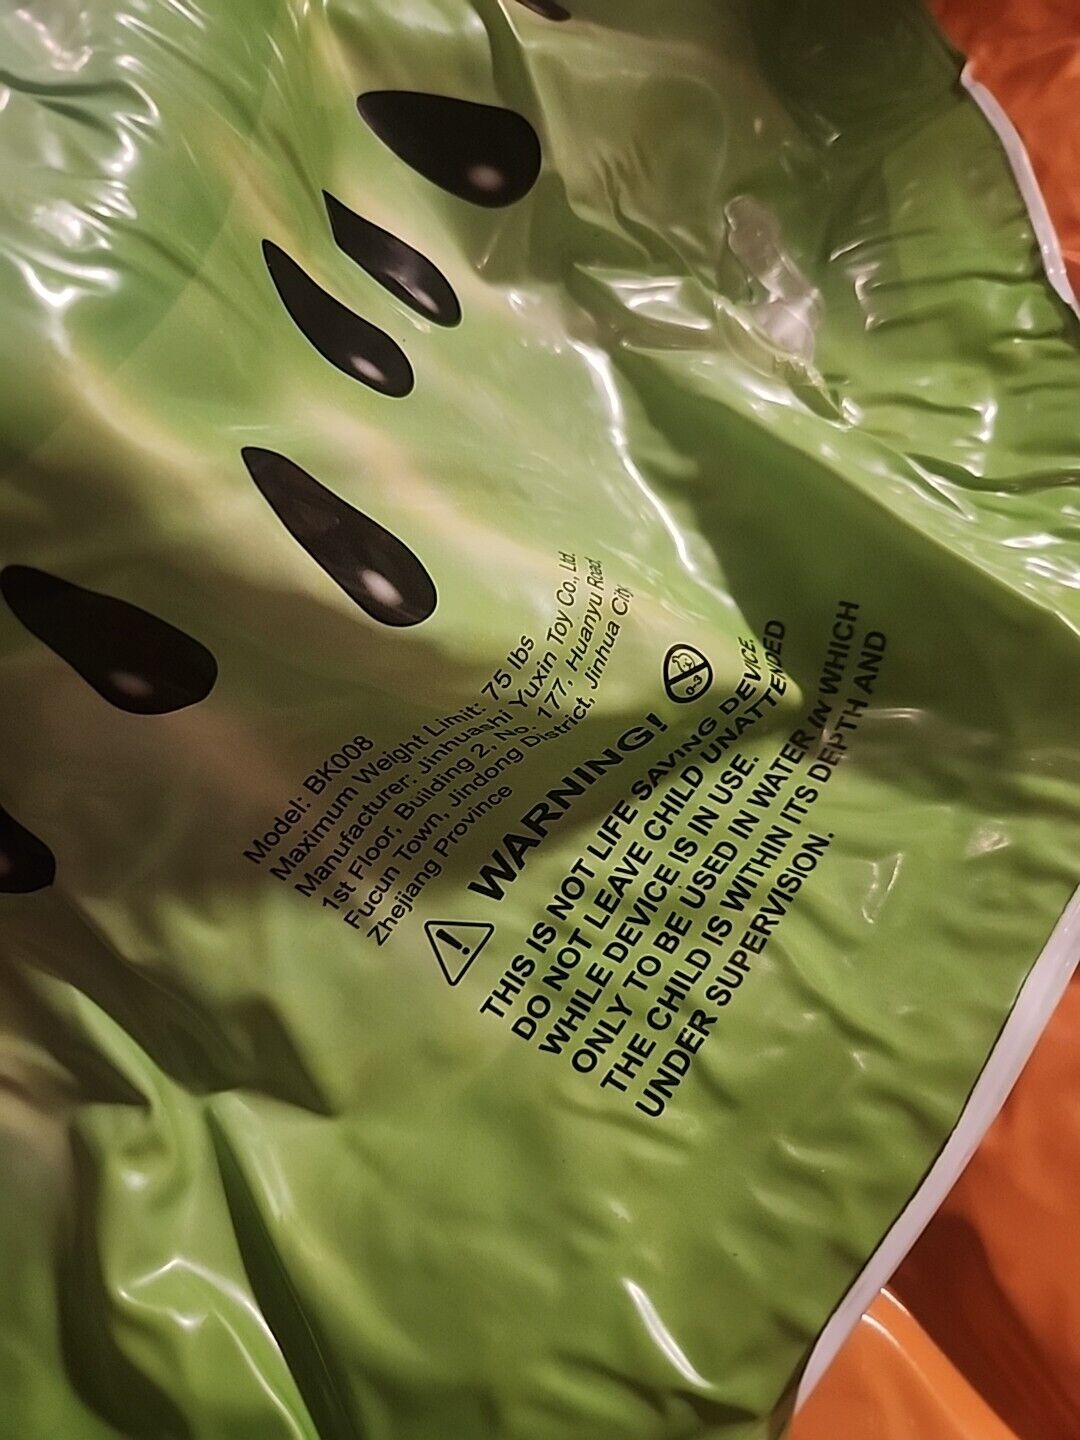 Model: BK008
Maximum Weight Limit: 75 lbs
Manufacturer: Jinhuashi Yuxin Toy Co., Ltd.
1st Floor, Building 2, No. 177, Huanyu Road
Fucun Town, Jindong District, Jinhua City
Zhejiang Province
WARNING!
0-3
THIS IS NOT LIFE SAVING DEVICE.
DO NOT LEAVE CHILD UNATTENDED
WHILE DEVICE IS IN USE.
ONLY TO BE USED IN WATER IN WHICH
THE CHILD IS WITHIN ITS DEPTH AND
UNDER SUPERVISION.